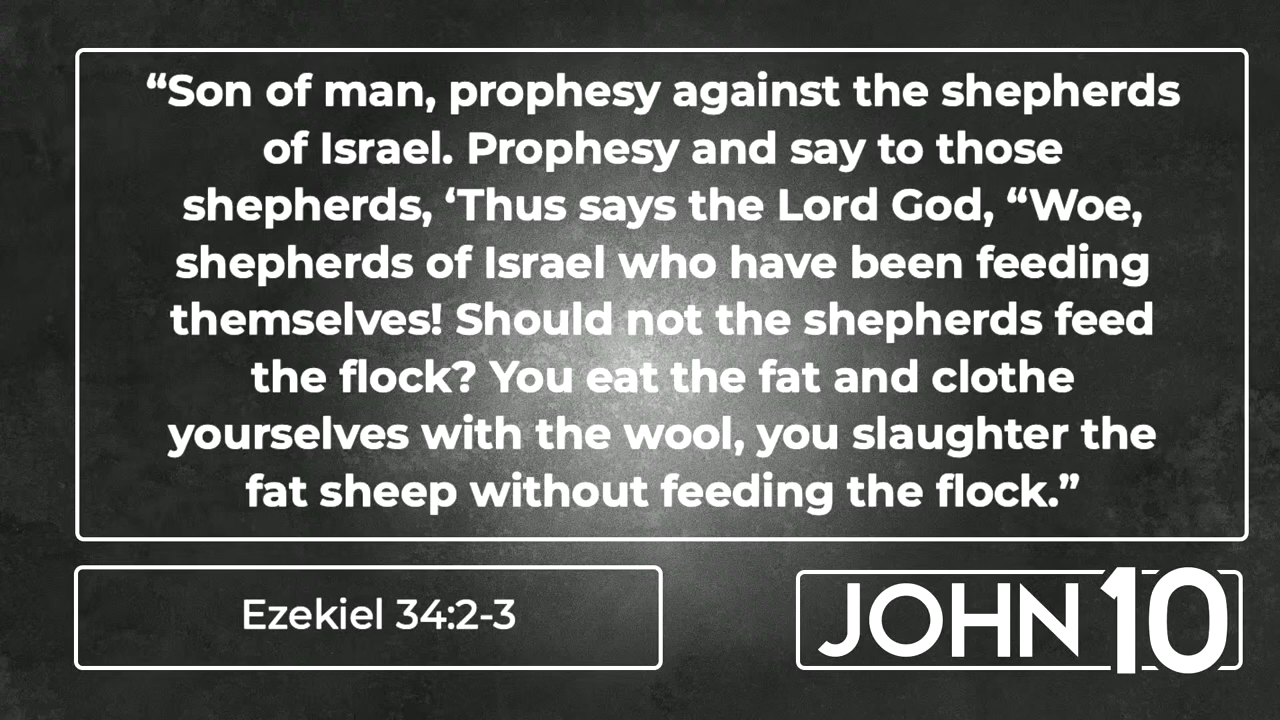 “Son of man, prophesy against the shepherds
of Israel. Prophesy and say to those
shepherds, ‘Thus says the Lord God, “Woe,
shepherds of Israel who have been feeding
themselves! Should not the shepherds feed
the flock? You eat the fat and clothe
yourselves with the wool, you slaughter the
fat sheep without feeding the flock.”
Ezekiel 34:2-3
JOHN 10